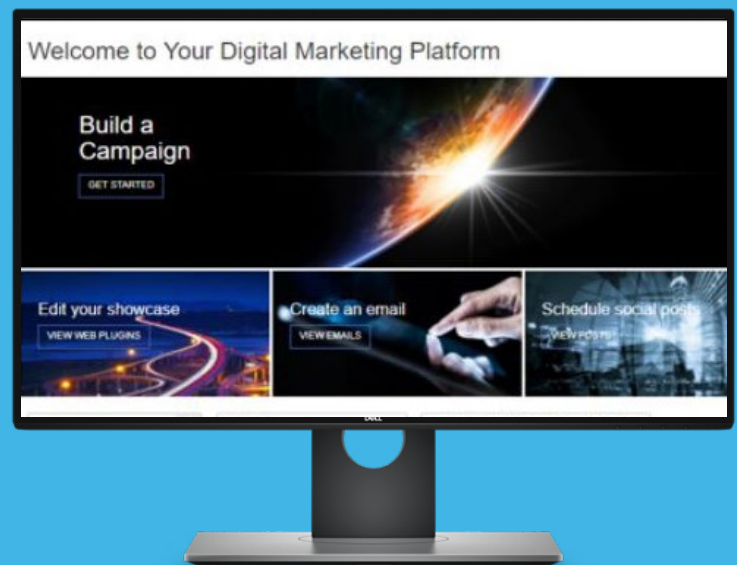 Welcome to Your Digital Marketing Platform
Build a
Campaign
GET STARTED
Edit your showcase
VIEW WEB PLUGINS
Create an email
VIEW EMAILS
Schedule social posts
VIEW POSTS
DELL